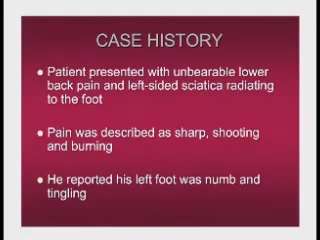 CASE HISTORY
Patient presented with unbearable lower
back pain and left-sided sciatica radiating
to the foot
Pain was described as sharp, shooting
and burning
He reported his left foot was numb and
tingling